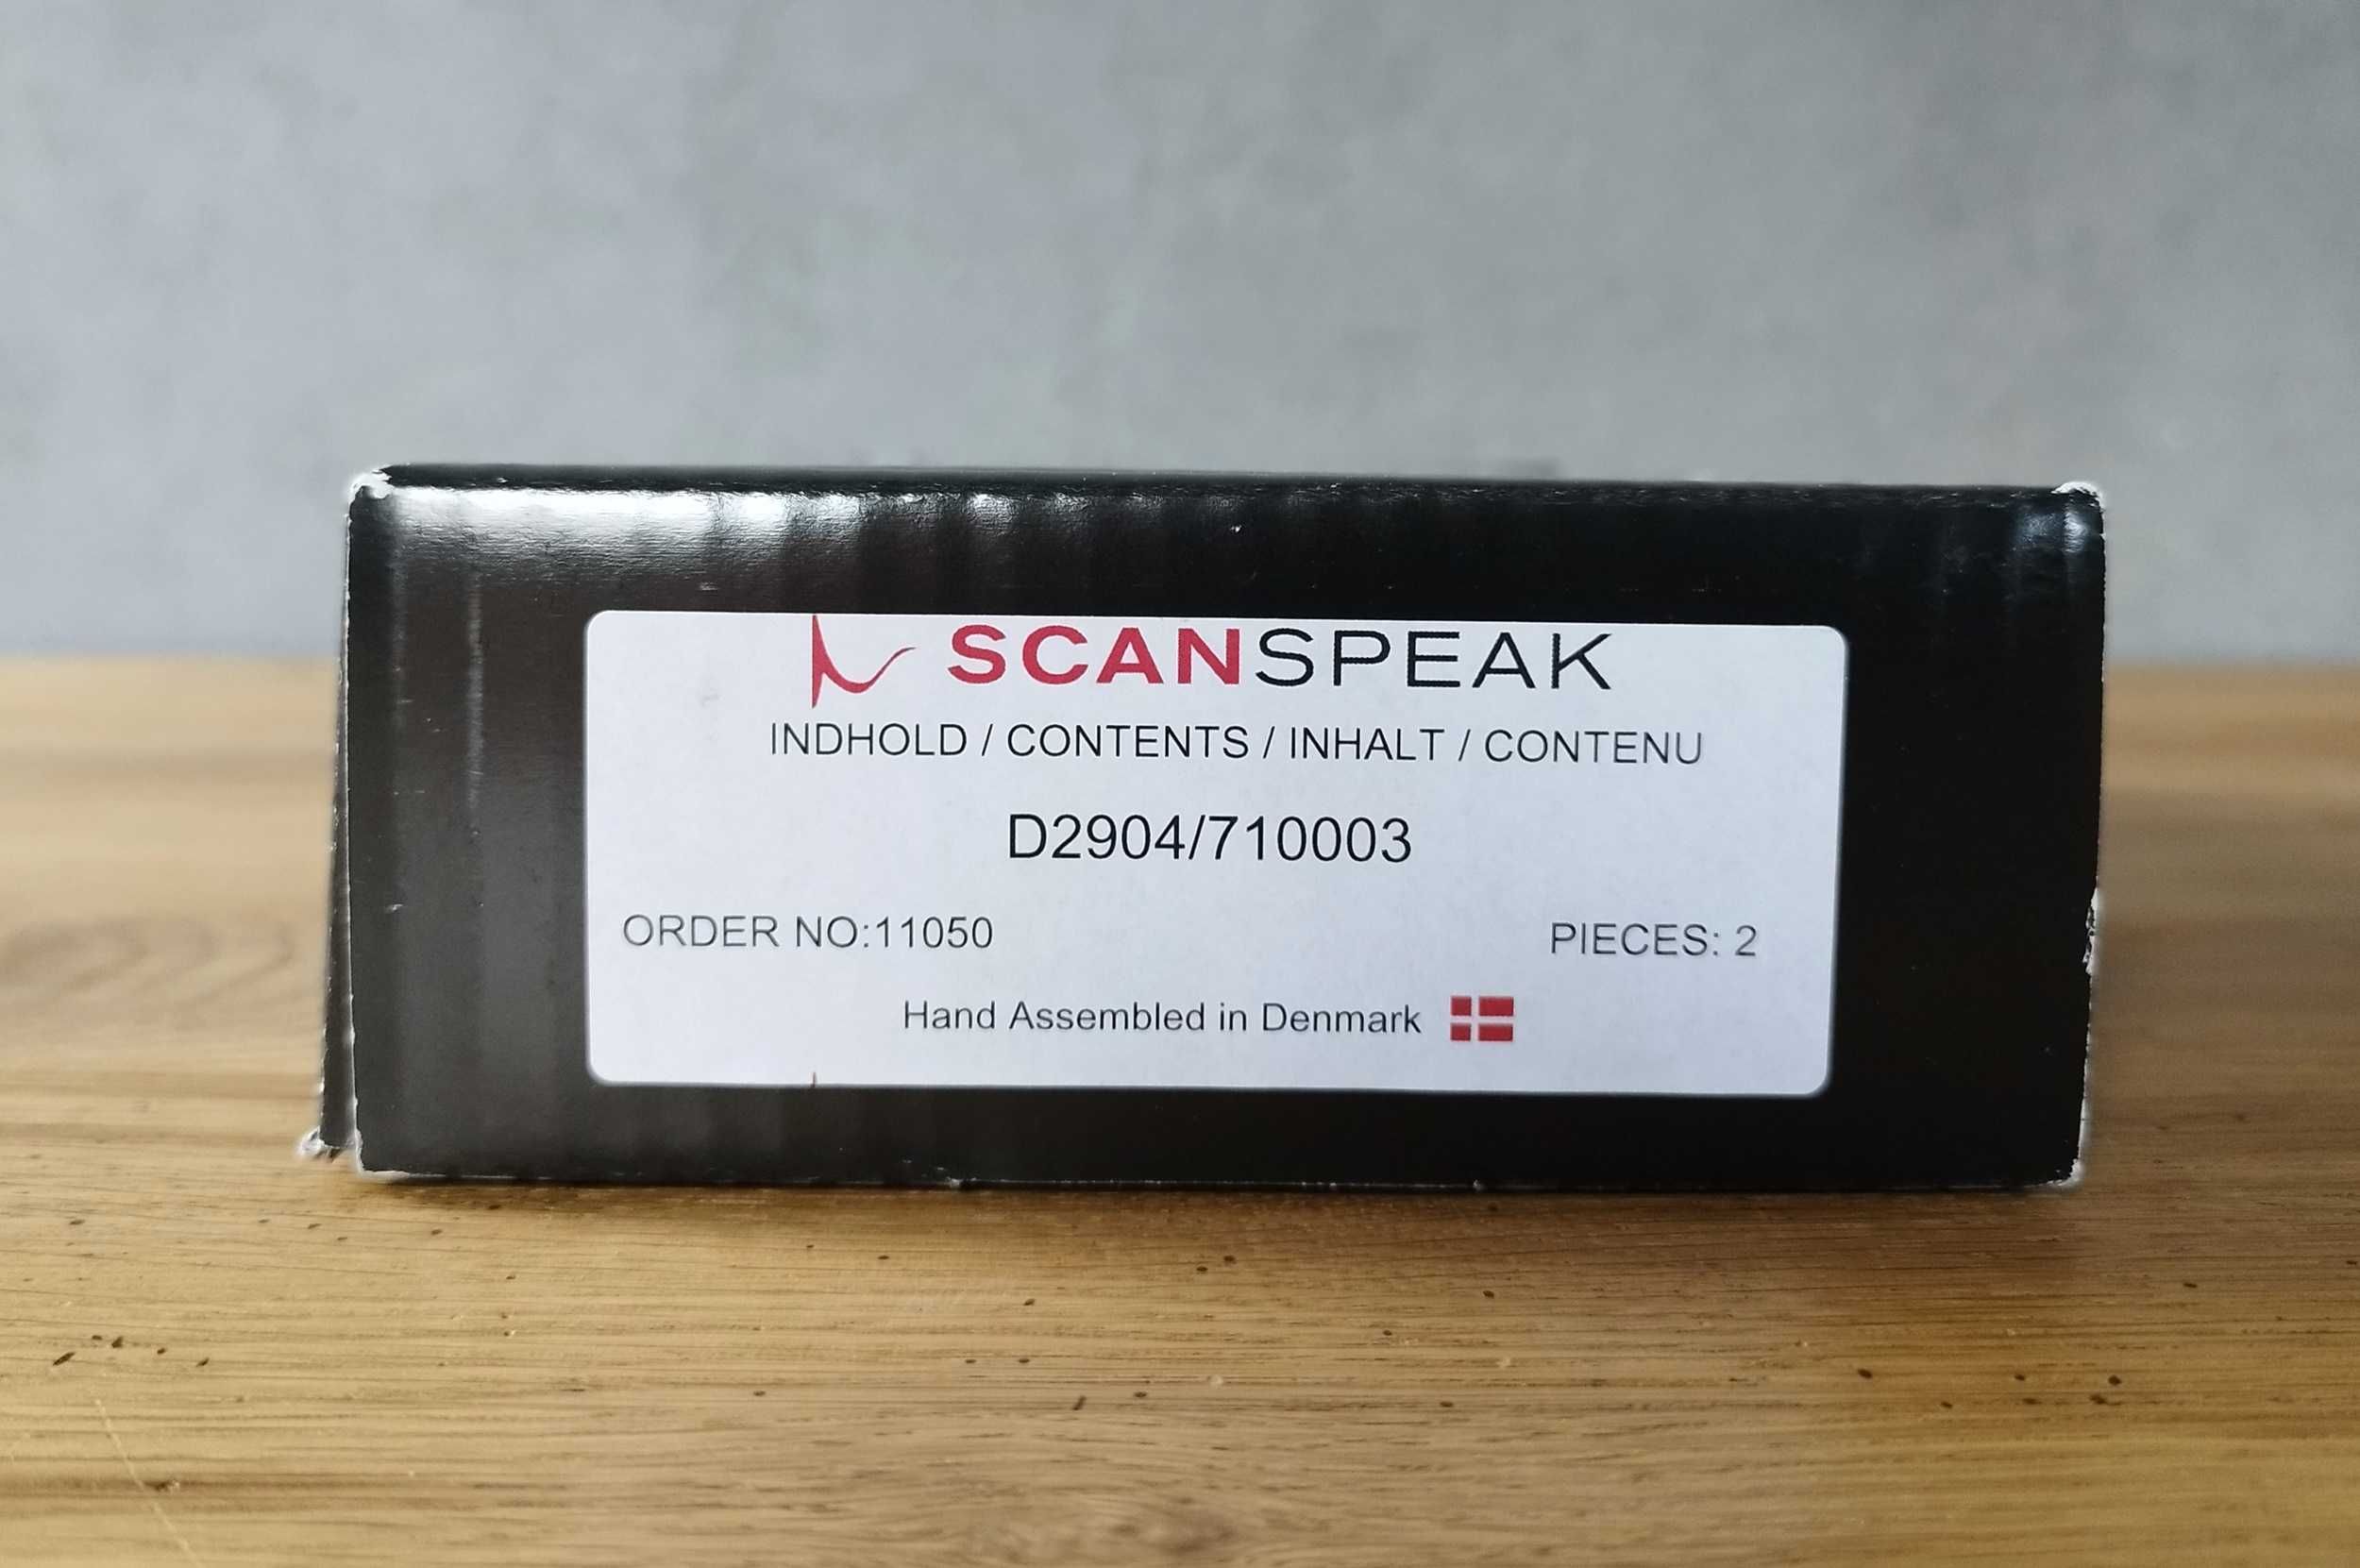 SCANSPEAK
INDHOLD / CONTENTS / INHALT / CONTENU
D2904/710003
ORDER NO:11050 PIECES: 2
Hand Assembled in Denmark